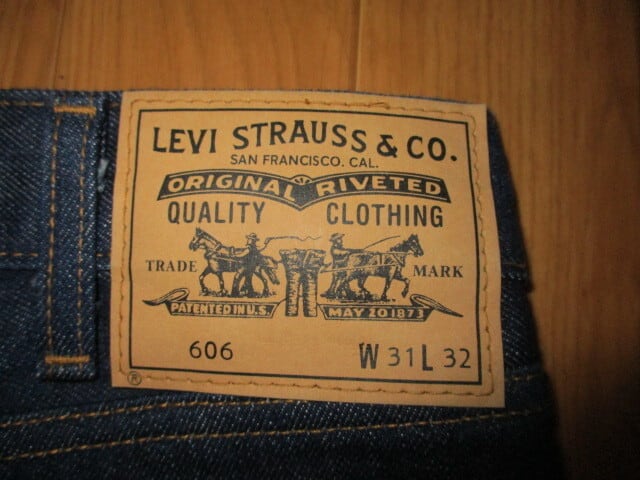 LEVI STRAUSS & CO.
SAN FRANCISCO. CAL.
ORIGINAL RIVETED
QUALITY CLOTHING
TRADE MARK
PATENTED IN U.S. MAY 20 1873
606 W 31 L 32
®